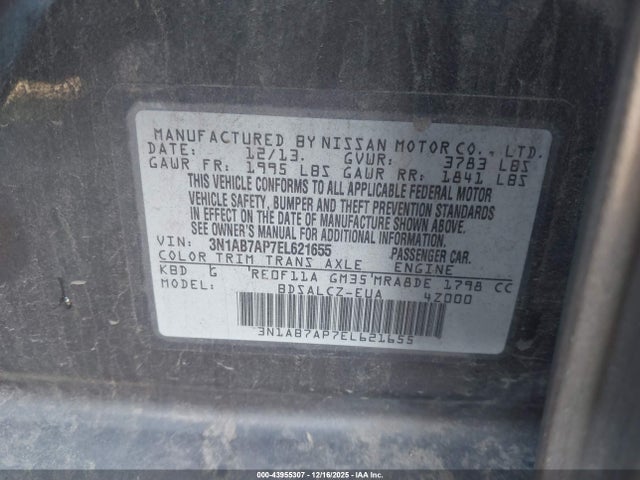 MANUFACTURED BY NISSAN MOTOR CO., LTD.
DATE: 12/13. GVWR: 3783 LBS
GAWR FR: 1995 LBS GAWR RR: 1841 LBS
THIS VEHICLE CONFORMS TO ALL APPLICABLE FEDERAL MOTOR
VEHICLE SAFETY, BUMPER AND THEFT PREVENTION STANDARDS
IN EFFECT ON THE DATE OF MANUFACTURE SHOWN ABOVE.
SEE OWNER'S MANUAL FOR ADDITIONAL INFORMATION
VIN: 3N1AB7AP7EL621655 PASSENGER CAR.
COLOR TRIM TRANS AXLE ENGINE
KBD G RE0F11A GM35 MRA8DE 1798 CC
MODEL: BDSALCZ-EUA 4Z000
3N1AB7AP7EL621655
000-43955307 - 12/16/2025 - IAA Inc.